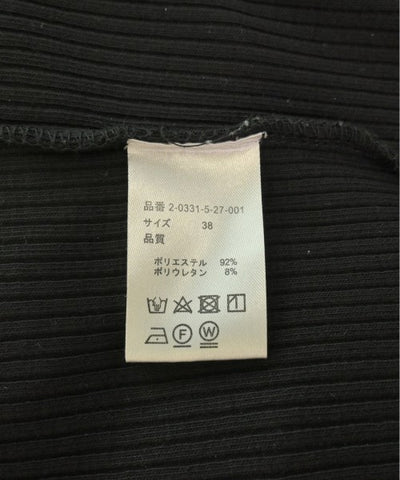 品番 2-0331-5-27-001
サイズ 38
品質
ポリエステル 92%
ポリウレタン 8%
F W